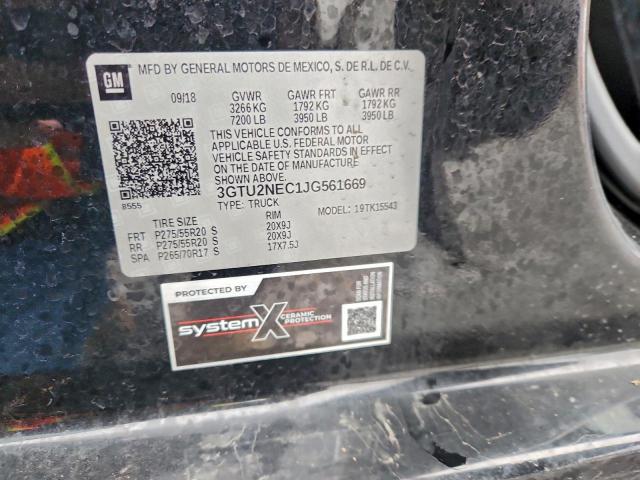 GM
MFD BY GENERAL MOTORS DE MEXICO, S. DE R.L. DE C.V.
09/18 GVWR GAWR FRT GAWR RR
3266 KG 1792 KG 1792 KG
7200 LB 3950 LB 3950 LB
THIS VEHICLE CONFORMS TO ALL
APPLICABLE U.S. FEDERAL MOTOR
VEHICLE SAFETY STANDARDS IN EFFECT
ON THE DATE OF MANUFACTURE
SHOWN ABOVE.
8555 3GTU2NEC1JG561669
TYPE: TRUCK MODEL: 19TK15543
TIRE SIZE RIM
FRT P275/55R20 S 20X9J
RR P275/55R20 S 20X9J
SPA P265/70R17 S 17X7.5J
PROTECTED BY
systemX CERAMIC
PROTECTION